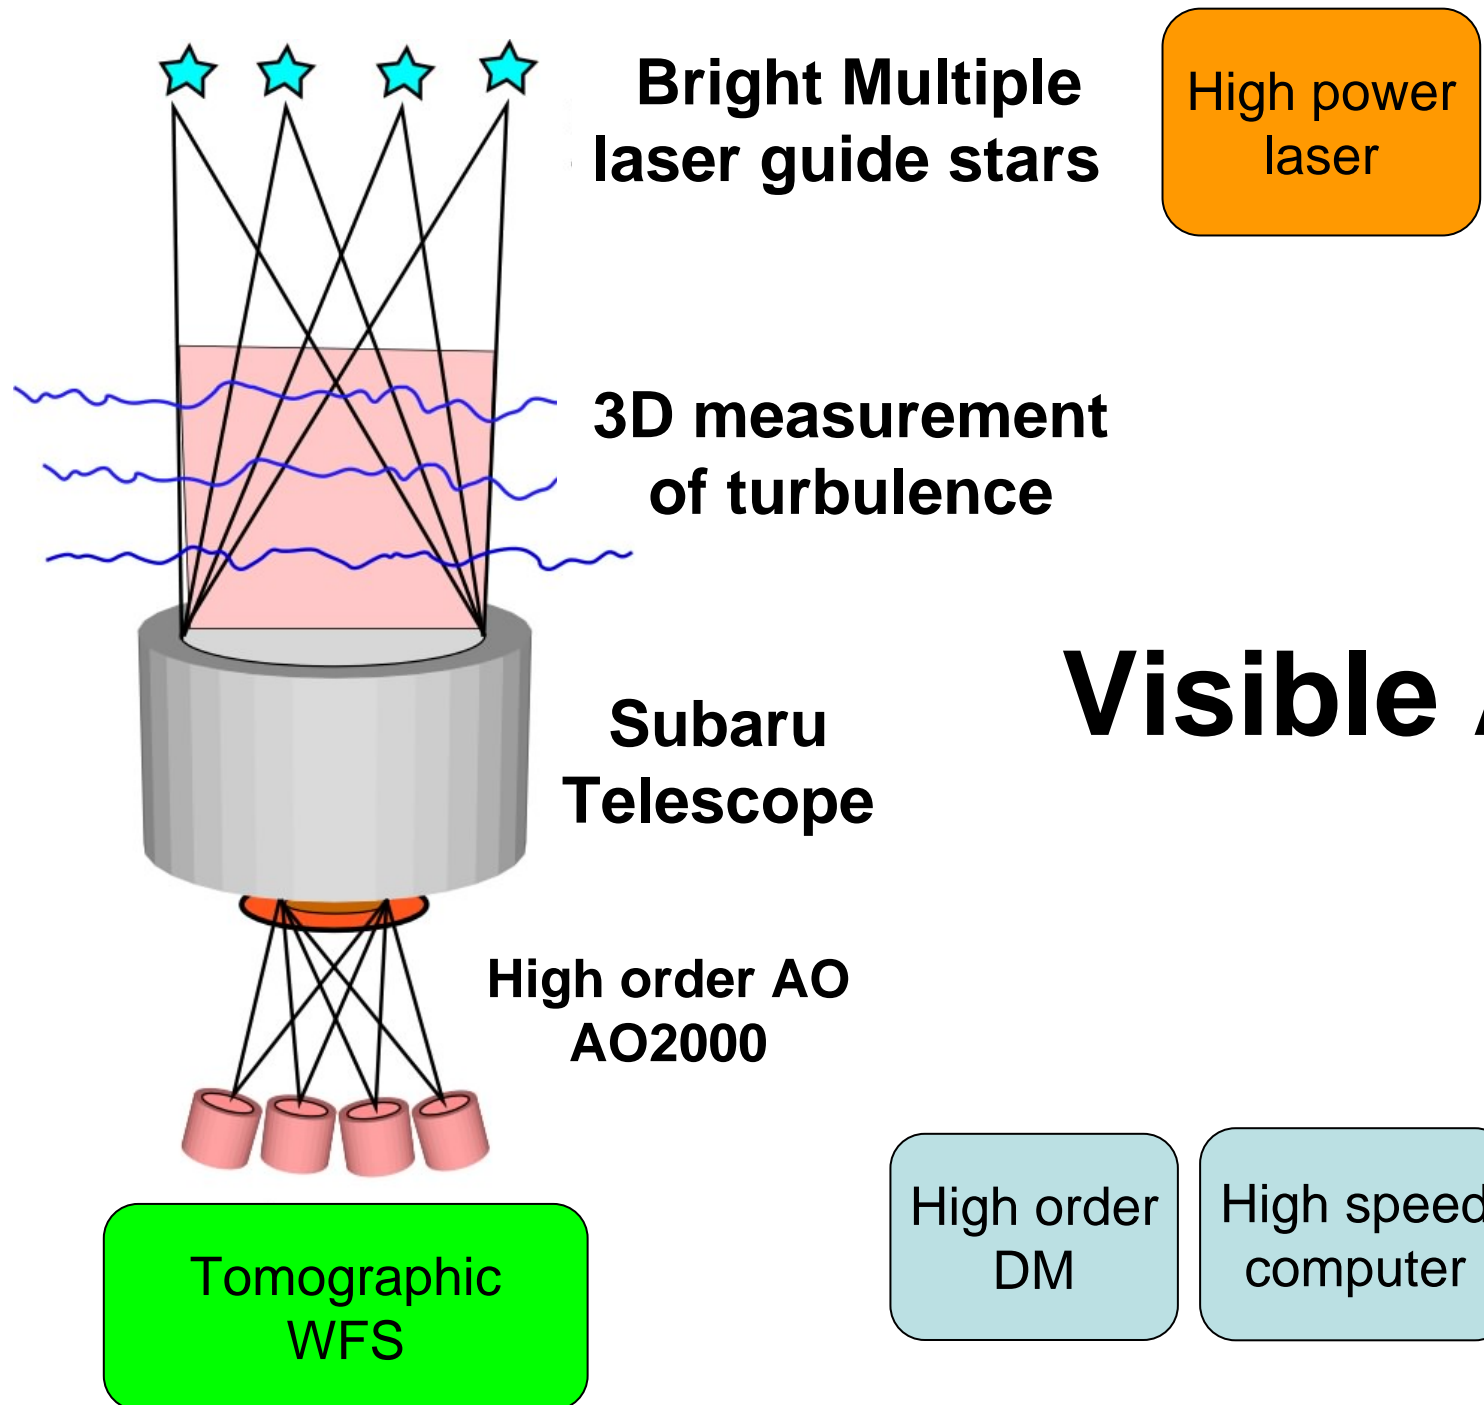 Bright Multiple
laser guide stars
High power
laser
3D measurement
of turbulence
Subaru
Telescope
Visible
High order AO
AO2000
High order
DM
High speed
computer
Tomographic
WFS